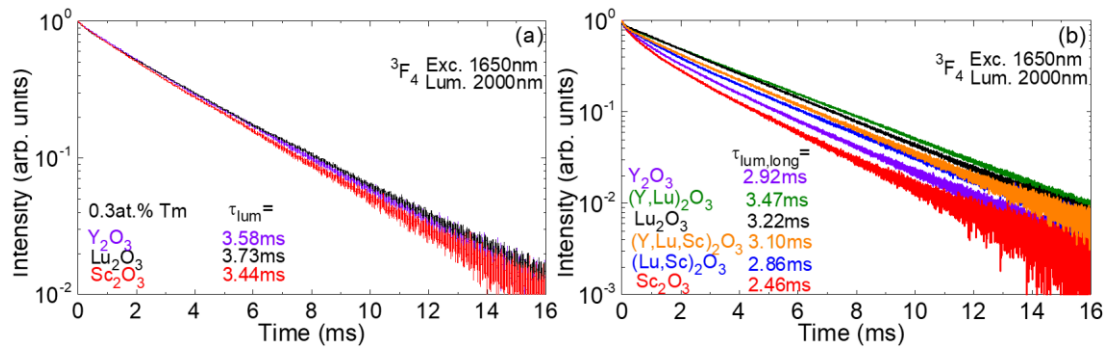 (a)
³F₄ Exc. 1650nm
Lum. 2000nm
Intensity (arb. units)
10⁰
10⁻¹
10⁻²
0.3at.% Tm τlum=
Y₂O₃ 3.58ms
Lu₂O₃ 3.73ms
Sc₂O₃ 3.44ms
0 2 4 6 8 10 12 14 16
Time (ms)
(b)
³F₄ Exc. 1650nm
Lum. 2000nm
Intensity (arb. units)
10⁰
10⁻¹
10⁻²
10⁻³
τlum,long=
Y₂O₃ 2.92ms
(Y,Lu)₂O₃ 3.47ms
Lu₂O₃ 3.22ms
(Y,Lu,Sc)₂O₃ 3.10ms
(Lu,Sc)₂O₃ 2.86ms
Sc₂O₃ 2.46ms
0 2 4 6 8 10 12 14 16
Time (ms)